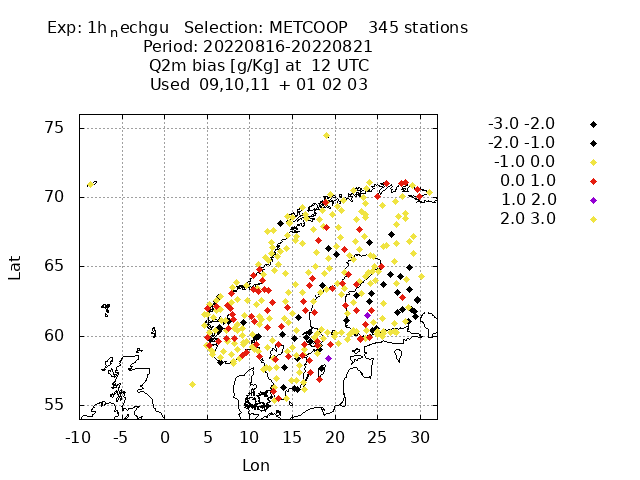 Exp: 1h n echgu Selection: METCOOP 345 stations
Period: 20220816-20220821
Q2m bias [g/Kg] at 12 UTC
Used 09,10,11 + 01 02 03
-3.0 -2.0
-2.0 -1.0
-1.0 0.0
0.0 1.0
1.0 2.0
2.0 3.0
75
70
65
60
55
Lat
-10 -5 0 5 10 15 20 25 30
Lon